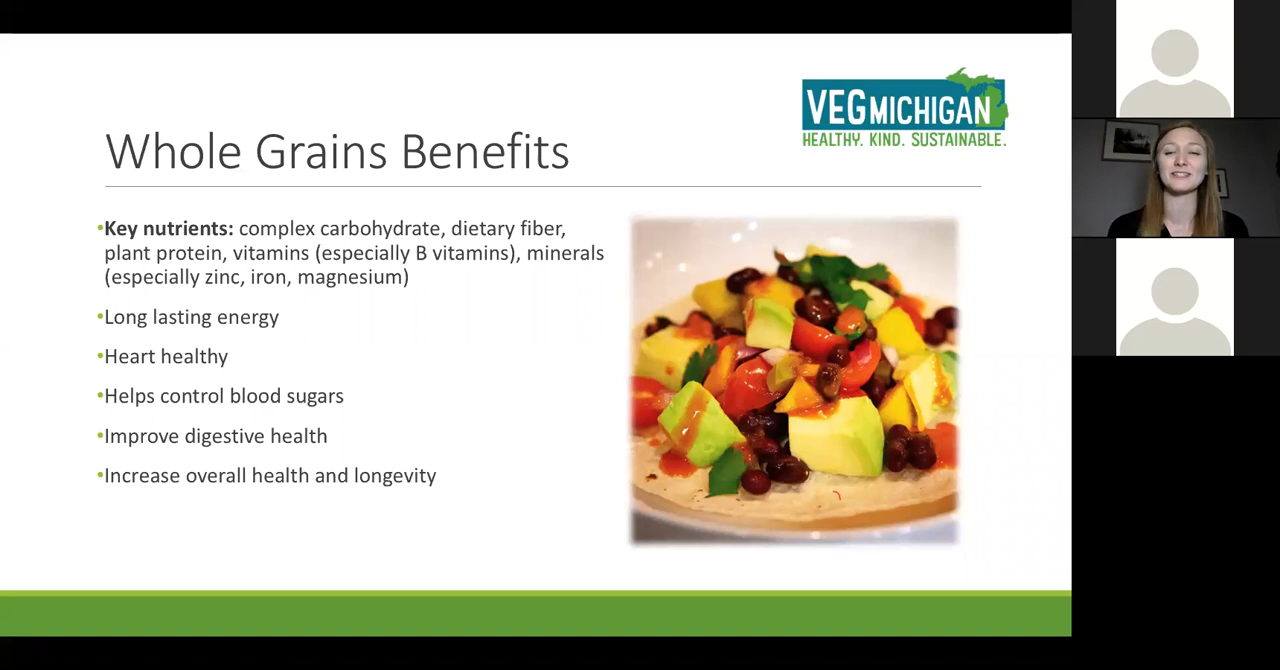 VEGMICHIGAN
HEALTHY. KIND. SUSTAINABLE.
Whole Grains Benefits
•Key nutrients: complex carbohydrate, dietary fiber,
plant protein, vitamins (especially B vitamins), minerals
(especially zinc, iron, magnesium)
•Long lasting energy
•Heart healthy
•Helps control blood sugars
•Improve digestive health
•Increase overall health and longevity